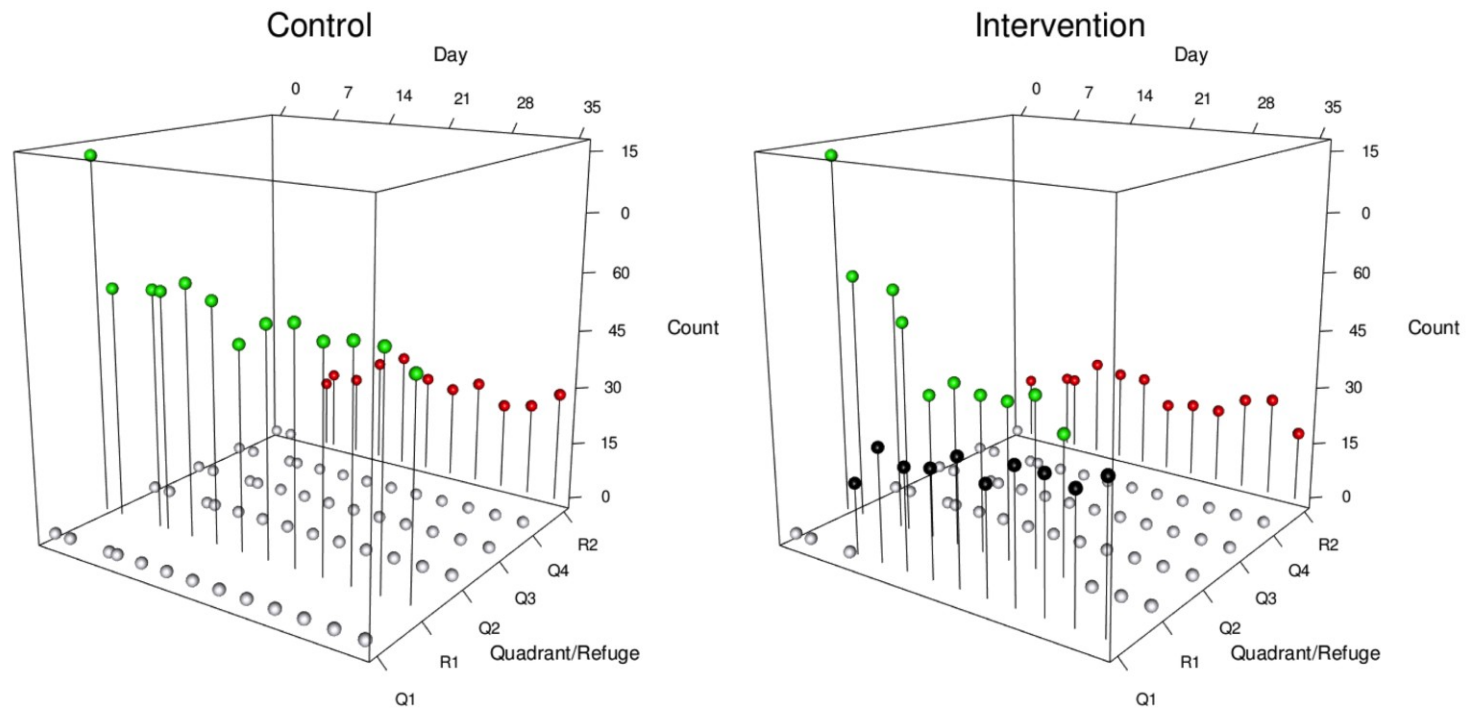 Control
Day
0 7 14 21 28 35
15
0
60
45
30
15
0
Count
R2
Q4
Q3
Q2
R1
Q1
Quadrant/Refuge
Intervention
Day
0 7 14 21 28 35
15
0
60
45
30
15
0
Count
R2
Q4
Q3
Q2
R1
Q1
Quadrant/Refuge